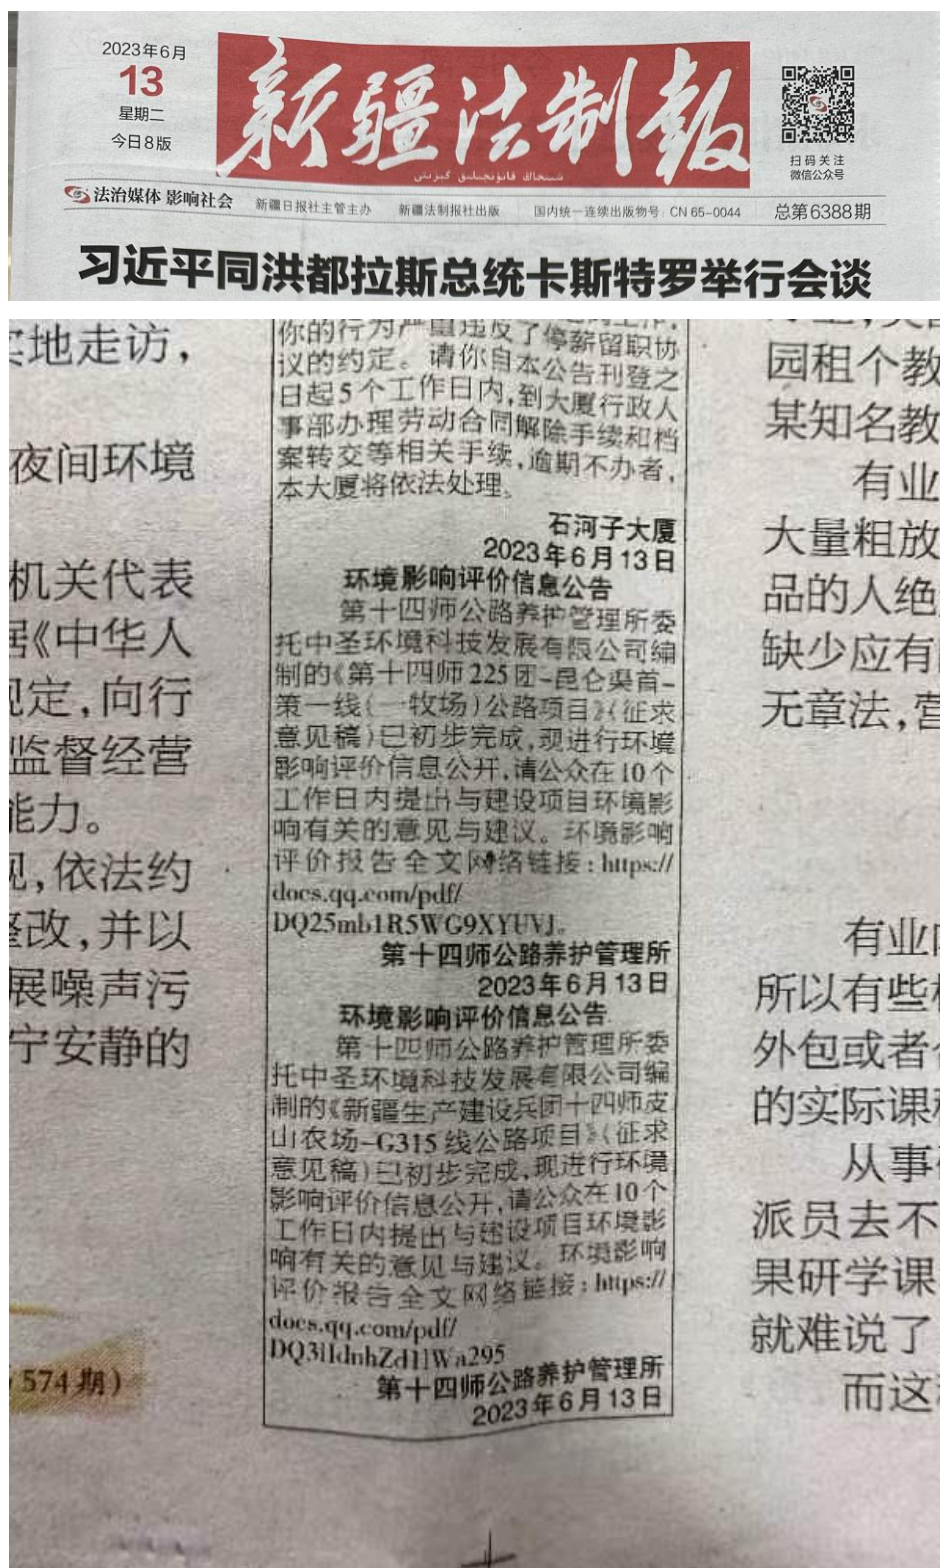 2023年6月
13
星期二
今日8版
新疆法制报
شىنجاڭ قانۇنچىلىق گېزىتى
扫码关注
微信公众号
法治媒体 影响社会
新疆日报社主管主办
新疆法制报社出版
国内统一连续出版物号:CN 65-0044
总第6388期
习近平同洪都拉斯总统卡斯特罗举行会谈
实地走访,
夜间环境
机关代表
据《中华人
规定,向行
监督经营
能力。
见,依法约
整改,并以
展噪声污
宁安静的
574期)
你的行为严重违反了停薪留职协
议的约定。请你自本公告刊登之
日起5个工作日内,到大厦行政人
事部办理劳动合同解除手续和档
案转交等相关手续,逾期不办者,
本大厦将依法处理。
石河子大厦
2023年6月13日
环境影响评价信息公告
第十四师公路养护管理所委
托中圣环境科技发展有限公司编
制的《第十四师225团-昆仑渠首-
策一线(一牧场)公路项目》(征求
意见稿)已初步完成,现进行环境
影响评价信息公开,请公众在10个
工作日内提出与建设项目环境影
响有关的意见与建议。环境影响
评价报告全文网络链接:https://
docs.qq.com/pdf/
DQ25mb1R5WG9XYUVJ。
第十四师公路养护管理所
2023年6月13日
环境影响评价信息公告
第十四师公路养护管理所委
托中圣环境科技发展有限公司编
制的《新疆生产建设兵团十四师皮
山农场-G315线公路项目》(征求
意见稿)已初步完成,现进行环境
影响评价信息公开,请公众在10个
工作日内提出与建设项目环境影
响有关的意见与建议。环境影响
评价报告全文网络链接:https://
docs.qq.com/pdf/
第十四师公路养护管理所
2023年6月13日
园租个教
某知名教
有业
大量粗放
品的人绝
缺少应有
无章法,营
有业内
所以有些机
外包或者
的实际课程
从事
派员去不
果研学课
就难说了
而这